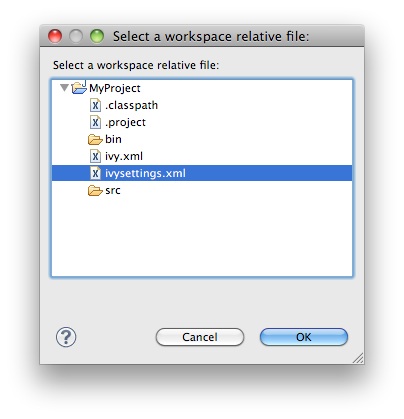 Select a workspace relative file:
Select a workspace relative file:
MyProject
.classpath
.project
bin
ivy.xml
ivysettings.xml
src
?
Cancel
OK